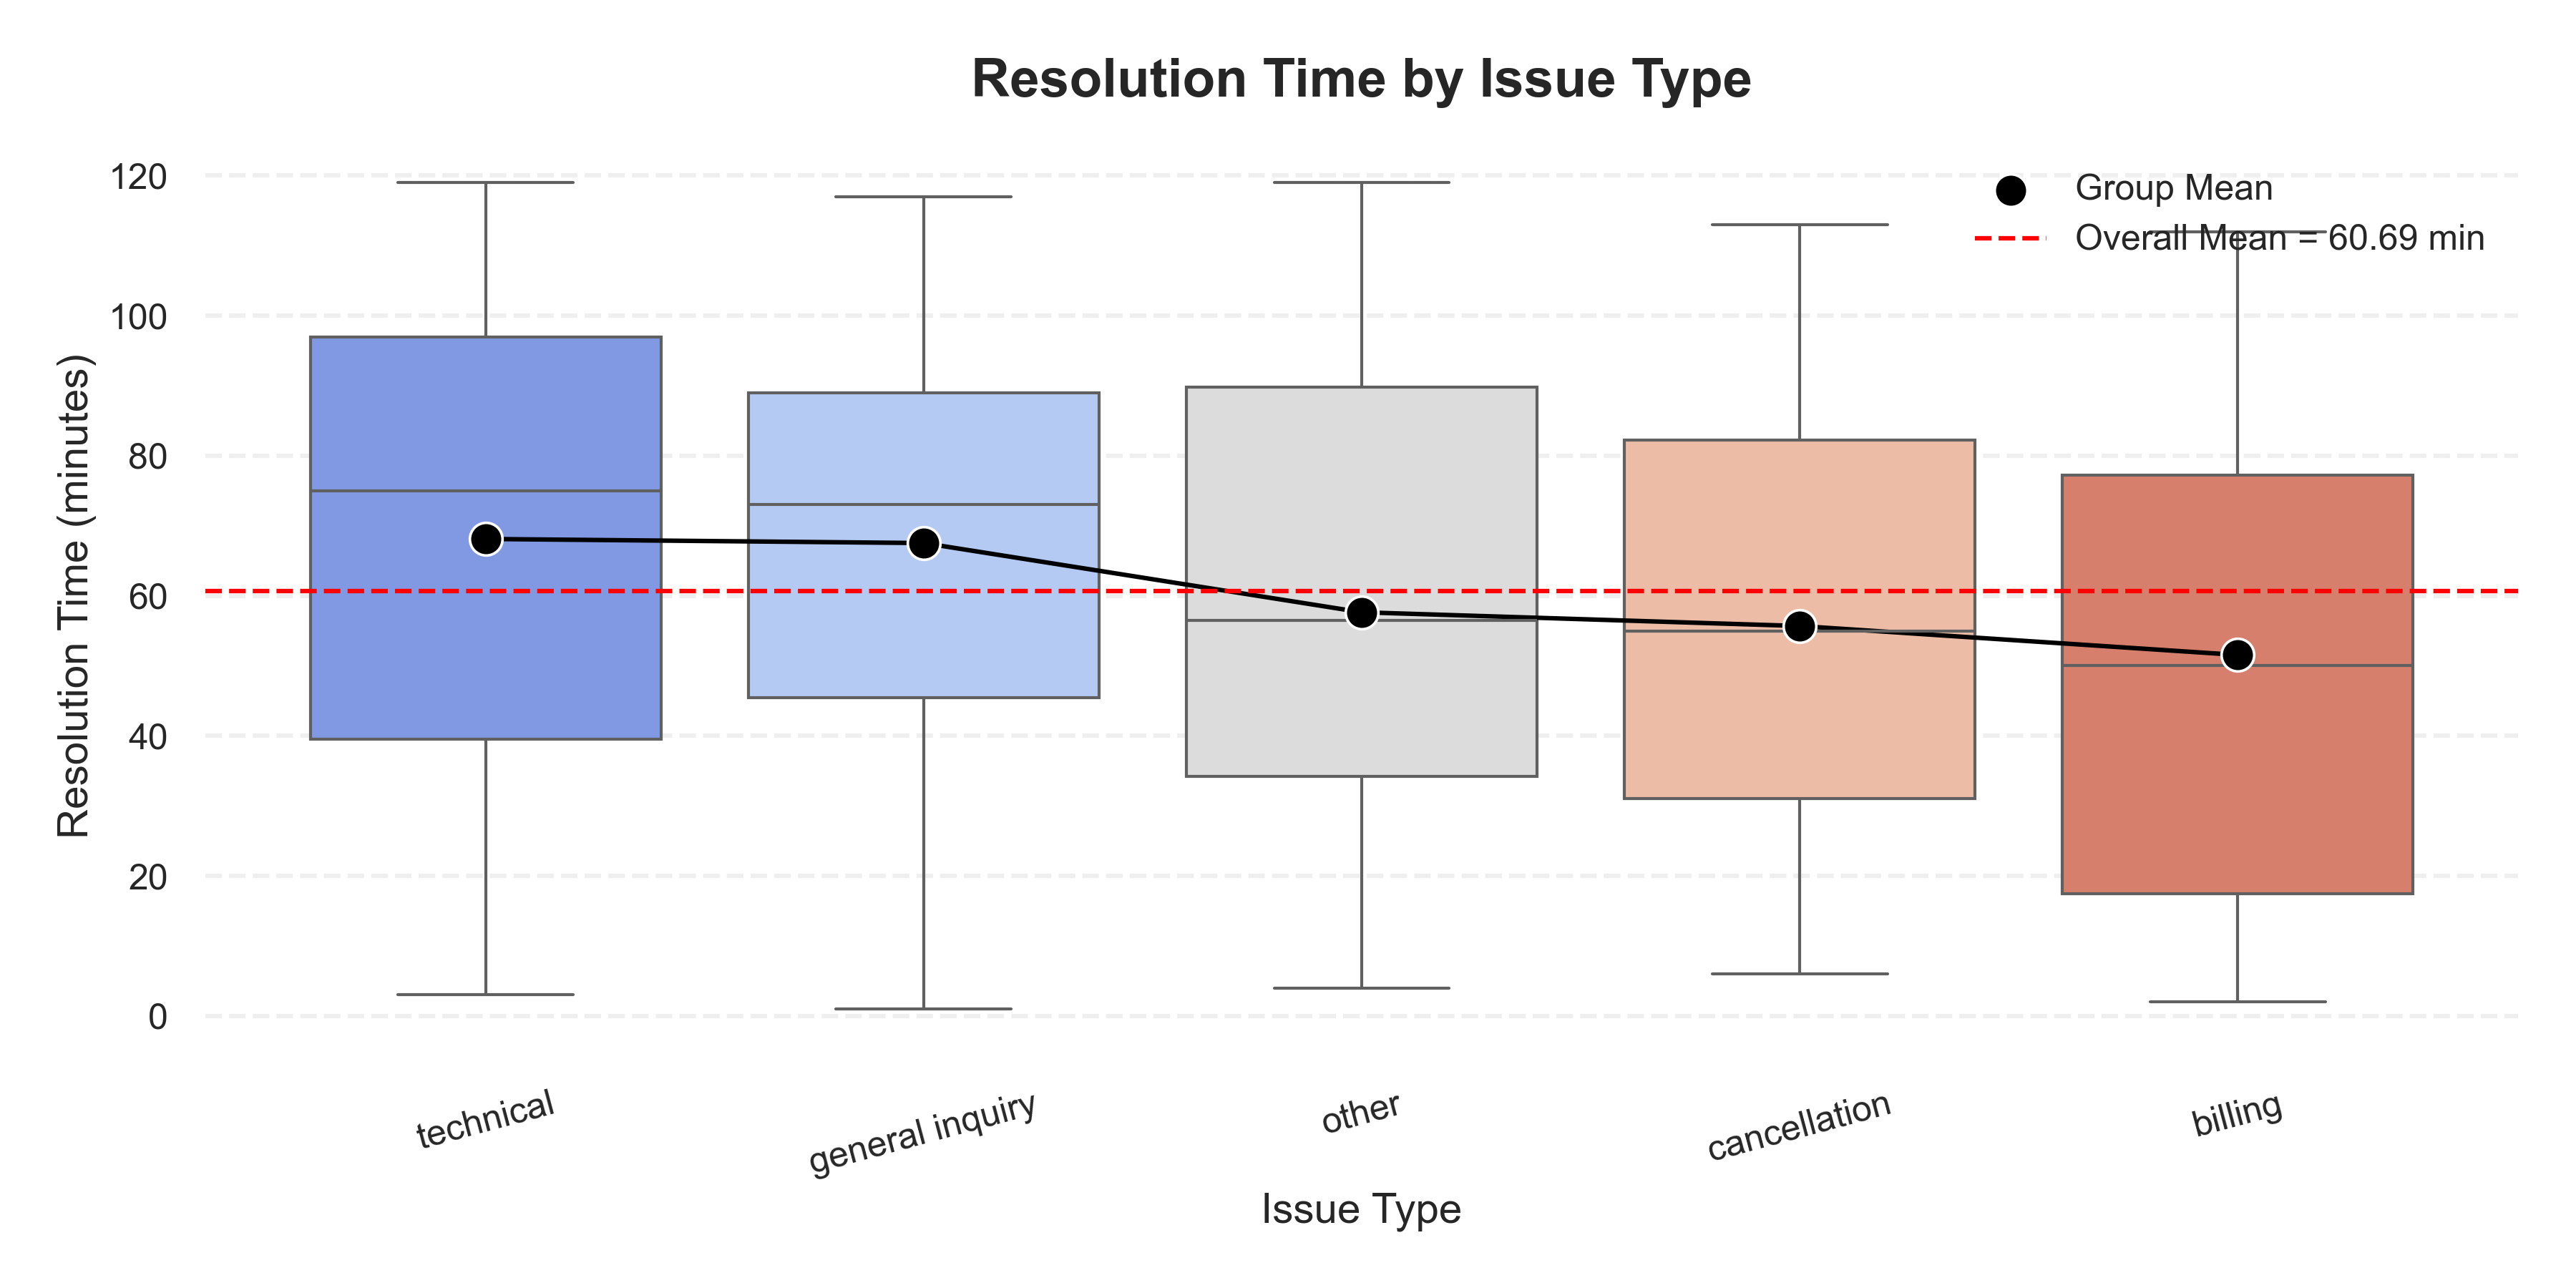 Resolution Time by Issue Type
120
100
80
60
40
20
0
Resolution Time (minutes)
Group Mean
Overall Mean = 60.69 min
technical
general inquiry
other
cancellation
billing
Issue Type